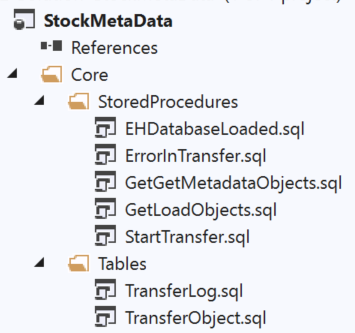 StockMetaData
References
Core
StoredProcedures
EHDatabaseLoaded.sql
ErrorInTransfer.sql
GetGetMetadataObjects.sql
GetLoadObjects.sql
StartTransfer.sql
Tables
TransferLog.sql
TransferObject.sql